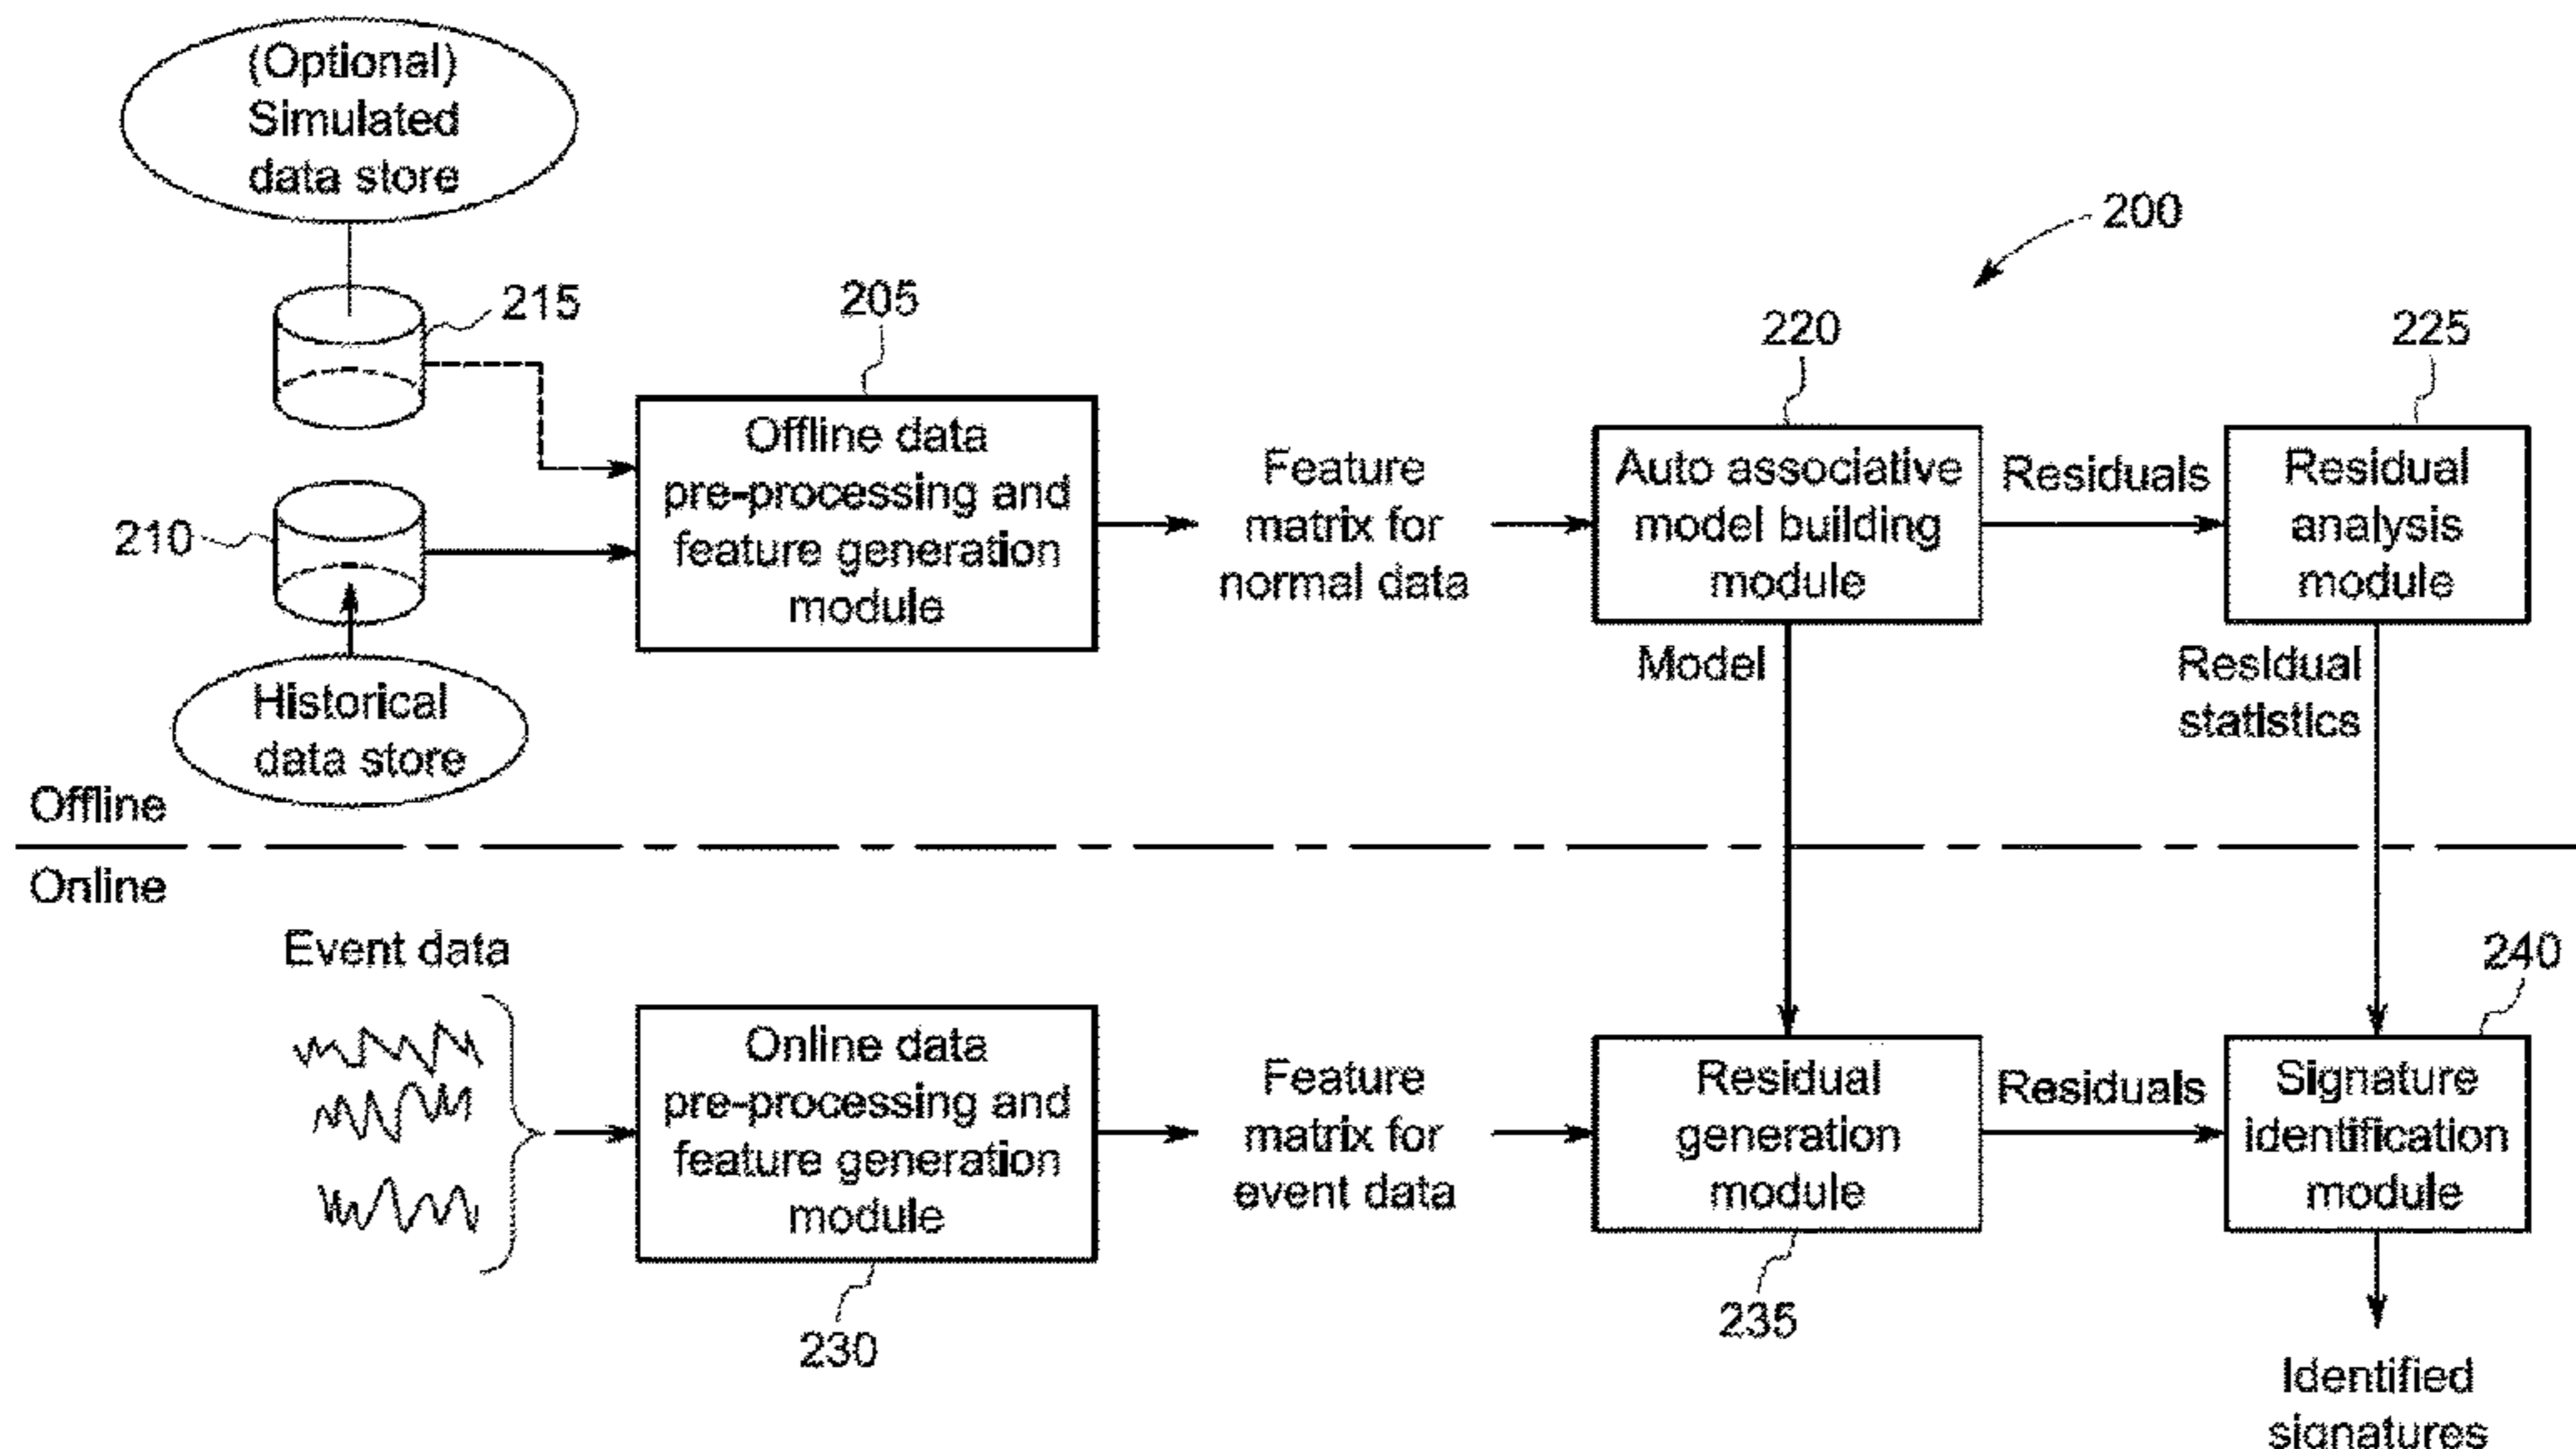 (Optional)
Simulated
data store
200
215
205
220
225
Offline data
pre-processing and
feature generation
module
Feature
matrix for
normal data
Auto associative
model building
module
Residuals
Residual
analysis
module
210
Historical
data store
Model
Residual
statistics
Offline
Online
Event data
240
Online data
pre-processing and
feature generation
module
Feature
matrix for
event data
Residual
generation
module
Residuals
Signature
identification
module
230
235
Identified
signatures